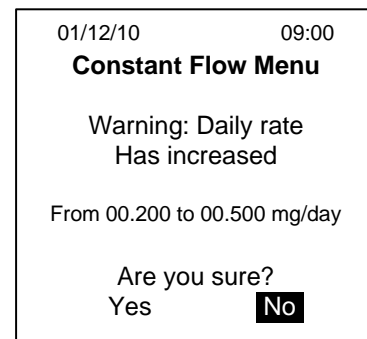 01/12/10 09:00
Constant Flow Menu
Warning: Daily rate
Has increased
From 00.200 to 00.500 mg/day
Are you sure?
Yes No